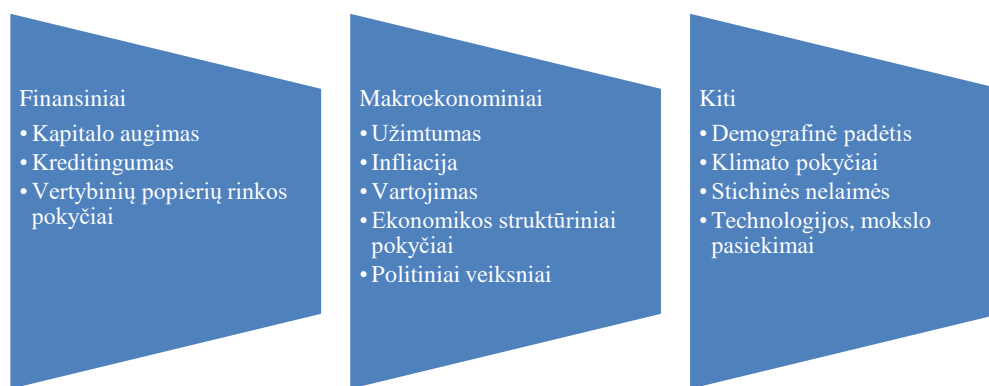 Finansiniai
• Kapitalo augimas
• Kreditingumas
• Vertybinių popierių rinkos
pokyčiai
Makroekonominiai
• Užimtumas
• Infliacija
• Vartojimas
• Ekonomikos struktūriniai
pokyčiai
• Politiniai veiksniai
Kiti
• Demografinė padėtis
• Klimato pokyčiai
• Stichinės nelaimės
• Technologijos, mokslo
pasiekimai